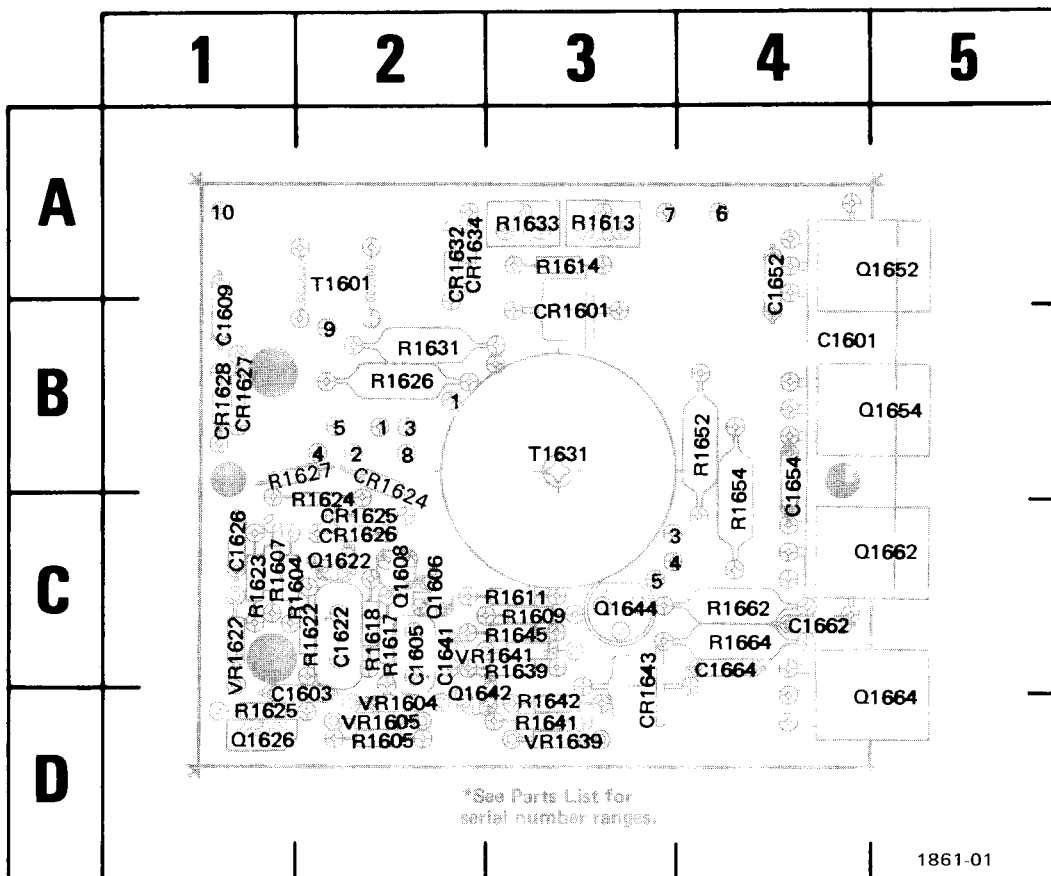 1 2 3 4 5
A
10
R1633 R1613
7 6
CR1632
CR1634
T1601
R1614
C1652
Q1652
C1609
CR1601
9
C1601
R1631
B
CR1628
CR1627
R1626
1
Q1654
5 1 3
R1652
T1631
4 2 8
R1627
CR1624
R1654
C1654
R1624
CR1625
C1626
CR1626
3
Q1662
Q1622
Q1608
4
C
R1623
R1607
R1604
Q1606
5
R1611
Q1644
R1662
R1609
R1622
C1622
R1618
R1617
C1605
C1641
R1645
R1664
C1662
VR1622
VR1641
R1639
C1664
CR1643
C1603
Q1642
Q1664
R1625
VR1604
R1642
VR1605
R1641
Q1626
R1605
VR1639
D
*See Parts List for
serial number ranges.
1861-01